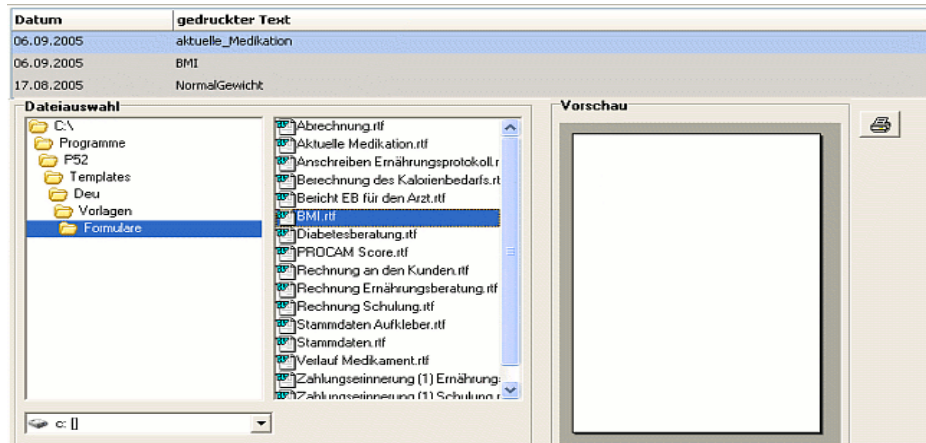 Datum gedruckter Text
06.09.2005 aktuelle_Medikation
06.09.2005 BMI
17.08.2005 NormalGewicht
Dateiauswahl
C:\
Programme
P52
Templates
Deu
Vorlagen
Formulare
Abrechnung.rtf
Aktuelle Medikation.rtf
Anschreiben Ernährungsprotokoll.r
Berechnung des Kalorienbedarfs.rt
Bericht EB für den Arzt.rtf
BMI.rtf
Diabetesberatung.rtf
PROCAM Score.rtf
Rechnung an den Kunden.rtf
Rechnung Ernährungsberatung.rtf
Rechnung Schulung.rtf
Stammdaten Aufkleber.rtf
Stammdaten.rtf
Verlauf Medikament.rtf
Zahlungserinnerung (1) Ernährung:
Zahlungserinnerung (1) Schulung.r
c: []
Vorschau